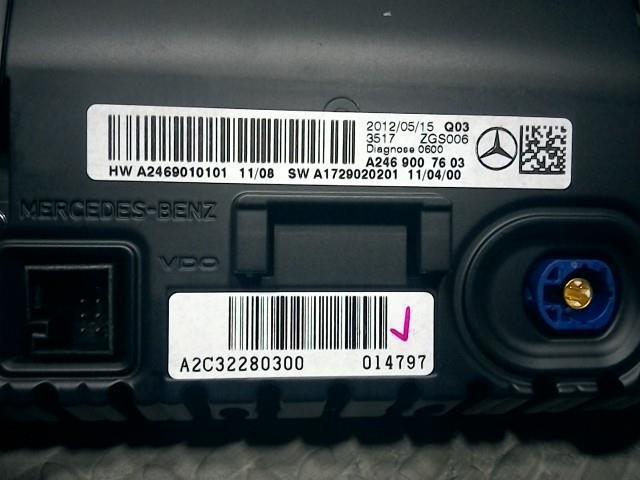 2012/05/15 Q03
3517 ZGS006
Diagnose 0600
A246 900 76 03
HW A2469010101 11/08 SW A1729020201 11/04/00
MERCEDES-BENZ
VDO
A2C32280300 014797